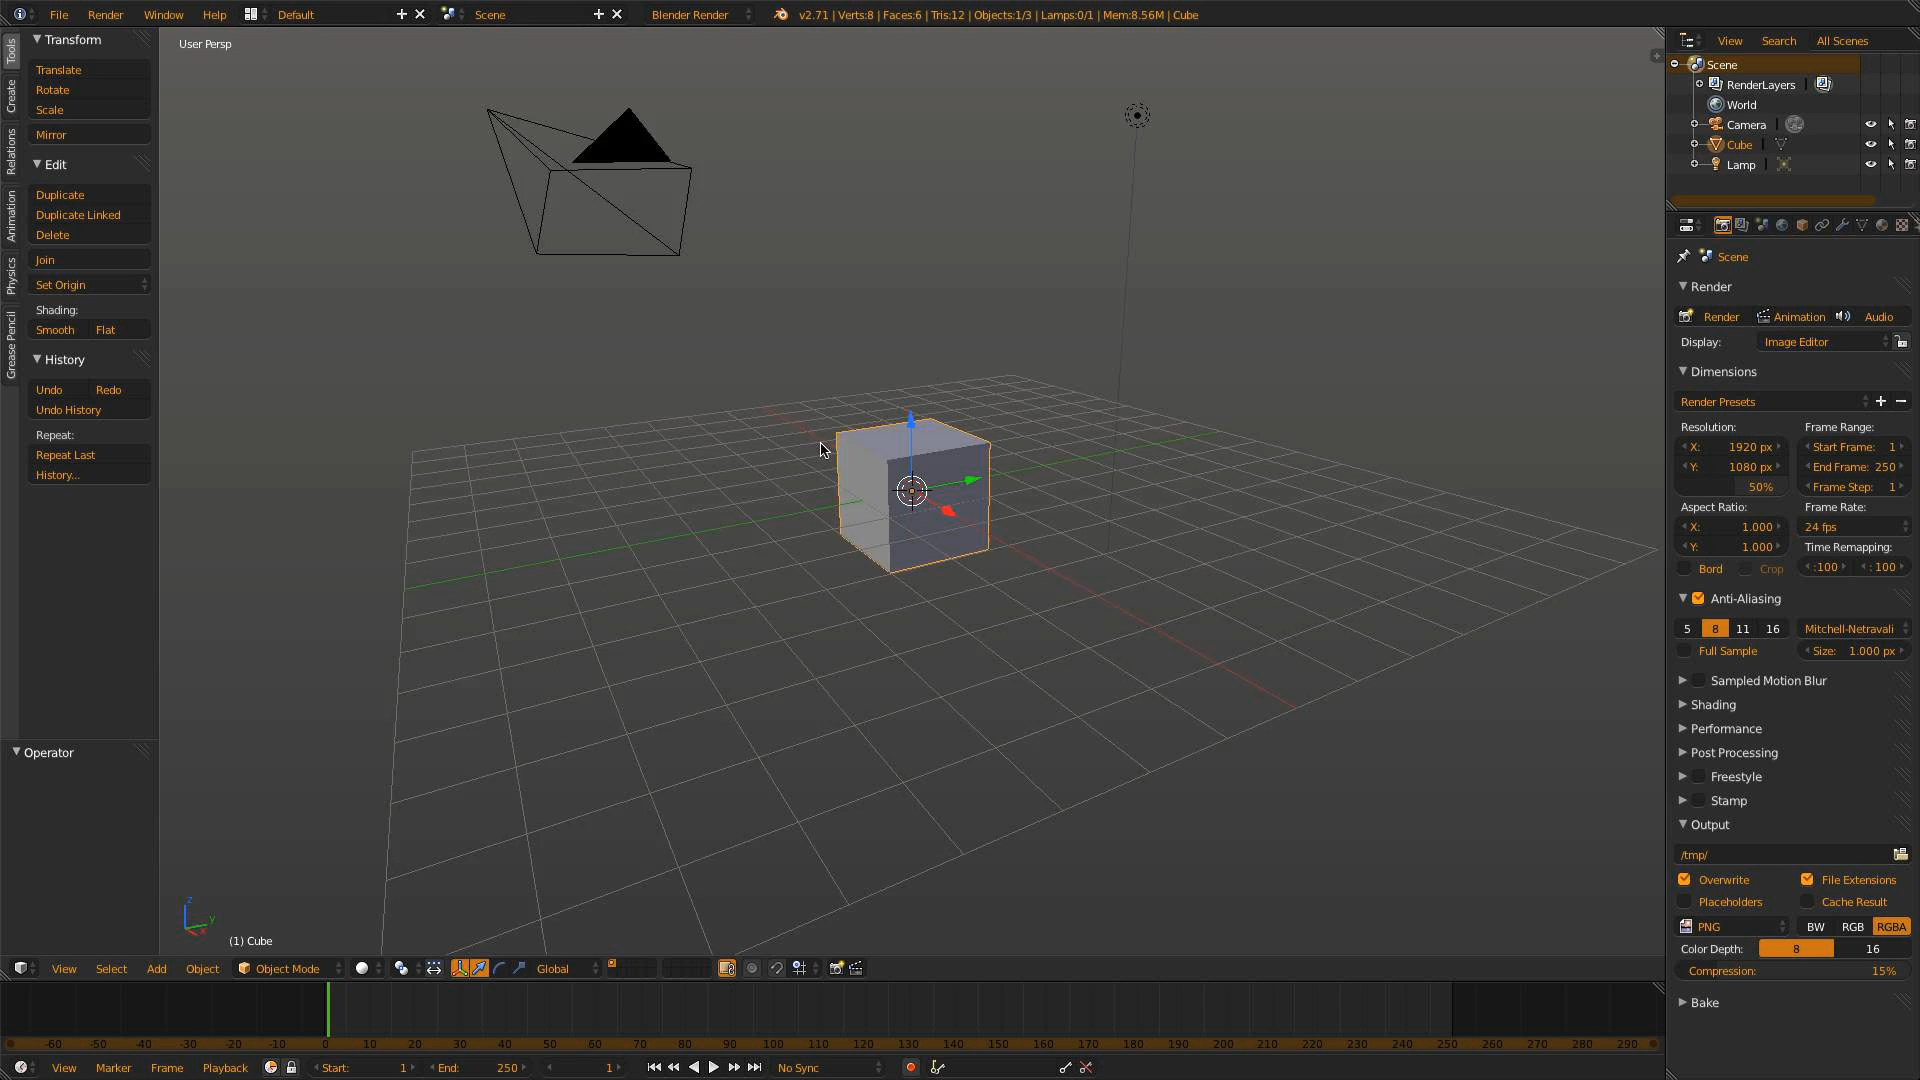 File Render Window Help Default Scene Blender Render v2.71 | Verts:8 | Faces:6 | Tris:12 | Objects:1/3 | Lamps:0/1 | Mem:8.56M | Cube
Tools
Create
Relations
Animation
Physics
Grease Pencil
Transform
Translate
Rotate
Scale
Mirror
Edit
Duplicate
Duplicate Linked
Delete
Join
Set Origin
Shading:
Smooth Flat
History
Undo Redo
Undo History
Repeat:
Repeat Last
History...
Operator
User Persp
z
y
x
(1) Cube
View Select Add Object Object Mode Global
-60 -50 -40 -30 -20 -10 0 10 20 30 40 50 60 70 80 90 100 110 120 130 140 150 160 170 180 190 200 210 220 230 240 250 260 270 280 290
View Marker Frame Playback Start: 1 End: 250 1 No Sync
View Search All Scenes
Scene
RenderLayers
World
Camera
Cube
Lamp
Scene
Render
Render Animation Audio
Display: Image Editor
Dimensions
Render Presets
Resolution: Frame Range:
X: 1920 px Start Frame: 1
Y: 1080 px End Frame: 250
50% Frame Step: 1
Aspect Ratio: Frame Rate:
X: 1.000 24 fps
Y: 1.000 Time Remapping:
Bord Crop :100 : 100
Anti-Aliasing
5 8 11 16 Mitchell-Netravali
Full Sample Size: 1.000 px
Sampled Motion Blur
Shading
Performance
Post Processing
Freestyle
Stamp
Output
/tmp/
Overwrite File Extensions
Placeholders Cache Result
PNG BW RGB RGBA
Color Depth: 8 16
Compression: 15%
Bake